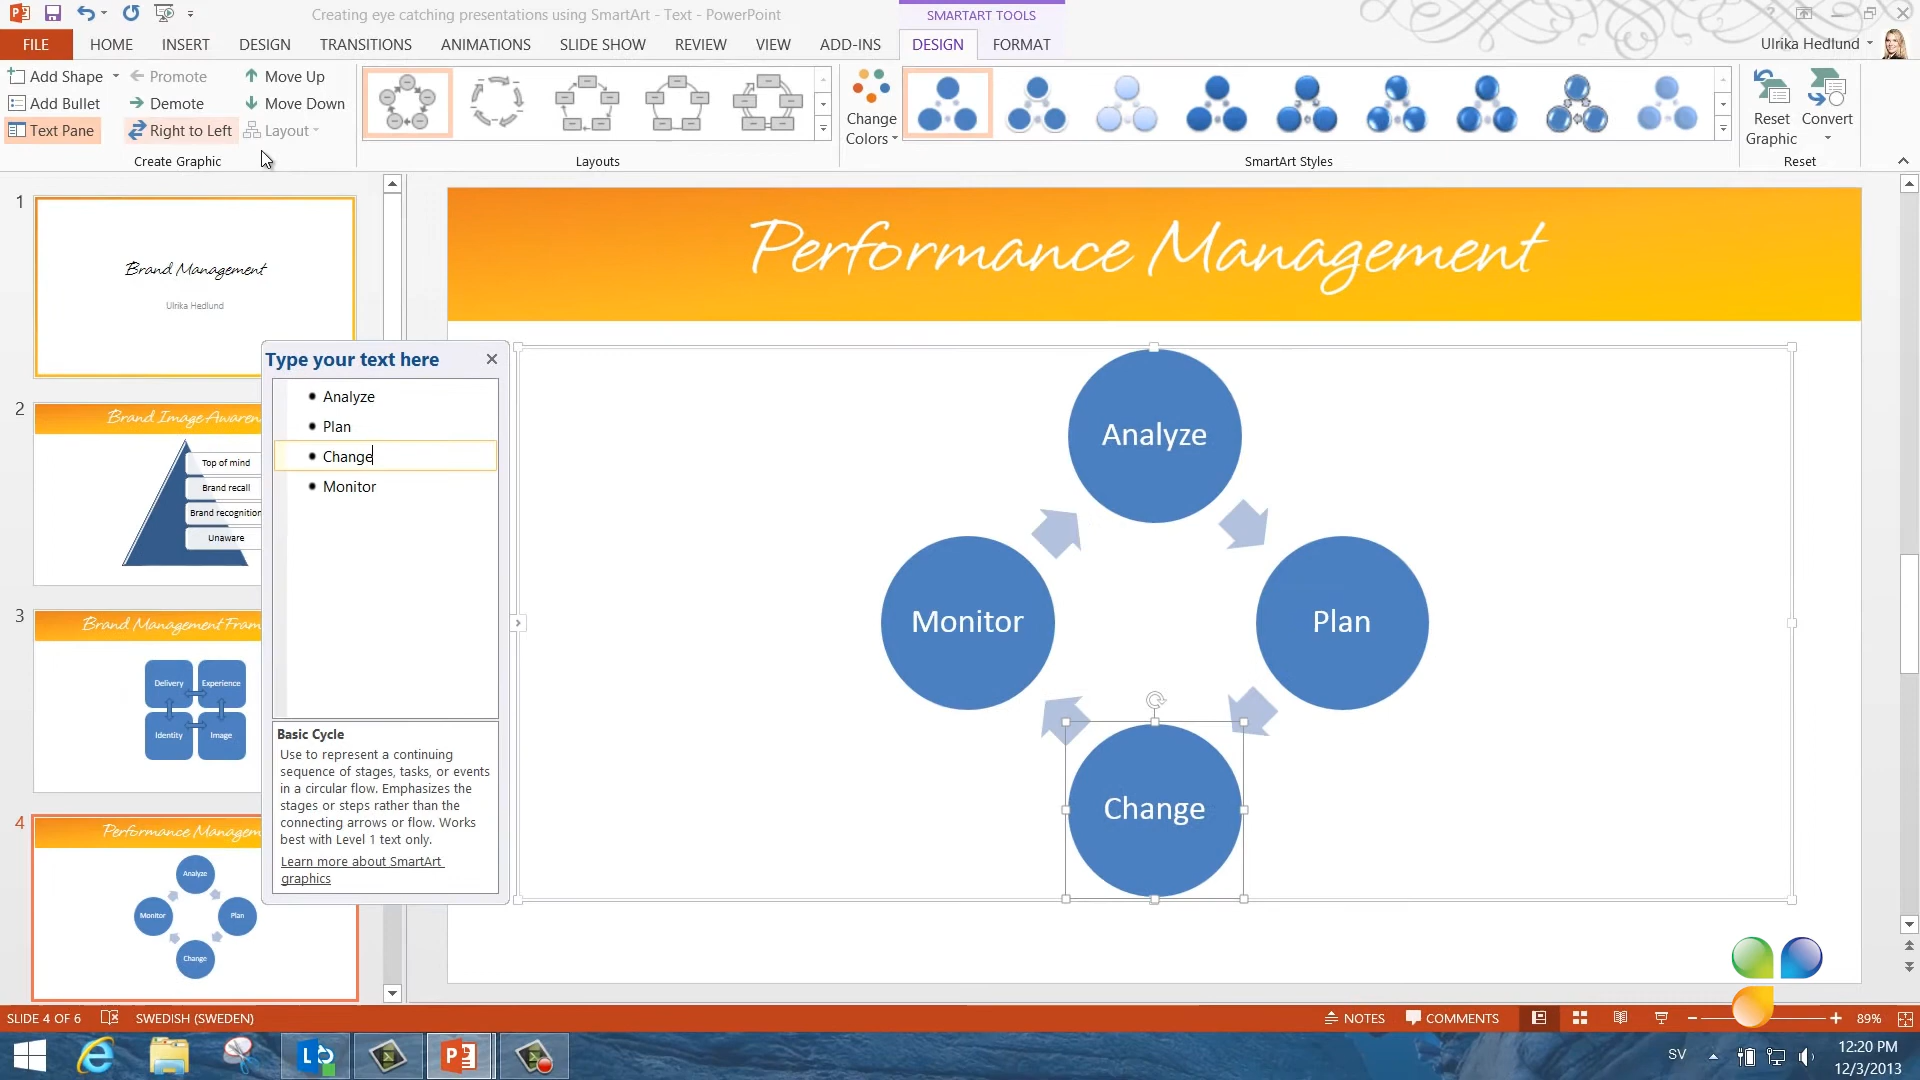 Creating eye catching presentations using SmartArt - Text - PowerPoint
SMARTART TOOLS
?
FILE
HOME
INSERT
DESIGN
TRANSITIONS
ANIMATIONS
SLIDE SHOW
REVIEW
VIEW
ADD-INS
DESIGN
FORMAT
Ulrika Hedlund
Add Shape
Promote
Move Up
Add Bullet
Demote
Move Down
Text Pane
Right to Left
Layout
Create Graphic
Layouts
Change
Colors
SmartArt Styles
Reset
Graphic
Convert
Reset
1
Brand Management
Ulrika Hedlund
2
Top of mind
Brand recall
Brand recognition
Unaware
3
Delivery
Experience
Identity
Image
4
Analyze
Monitor
Plan
Change
Type your text here
Analyze
Plan
Change
Monitor
Basic Cycle
Use to represent a continuing
sequence of stages, tasks, or events
in a circular flow. Emphasizes the
stages or steps rather than the
connecting arrows or flow. Works
best with Level 1 text only.
Learn more about SmartArt
graphics
Performance Management
Analyze
Monitor
Plan
Change
SLIDE 4 OF 6
SWEDISH (SWEDEN)
NOTES
COMMENTS
89%
SV
12:20 PM
12/3/2013